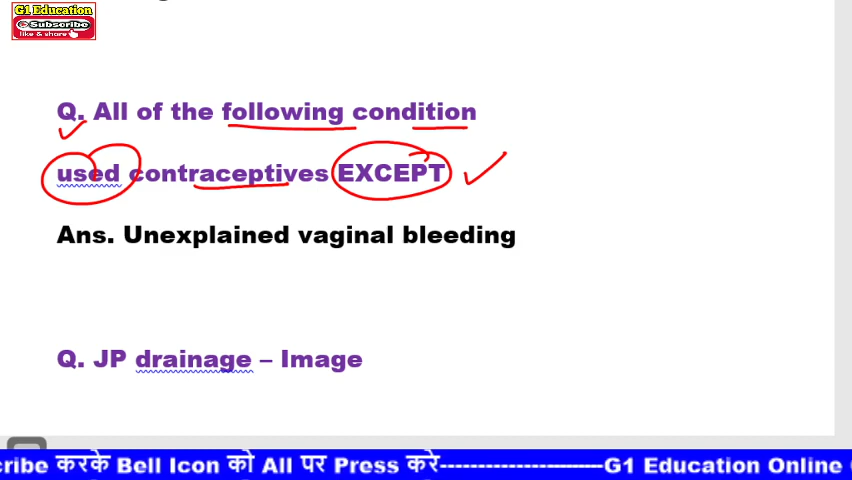 G1 Education
Subscribe
like & share
Q. All of the following condition
used contraceptives EXCEPT
Ans. Unexplained vaginal bleeding
Q. JP drainage – Image
cribe करके Bell Icon को All पर Press करे-----------------------------G1 Education Online